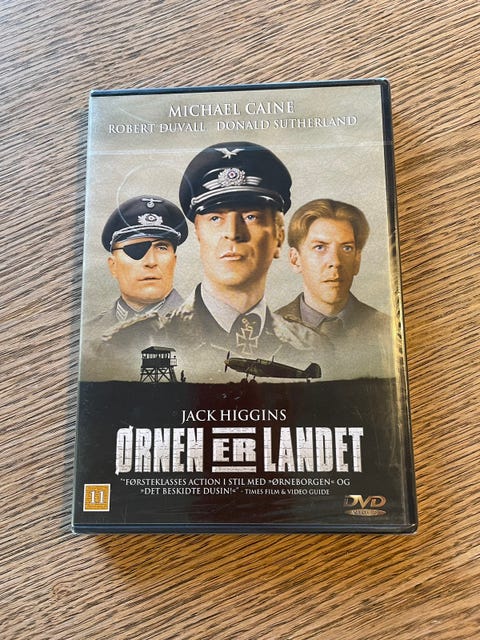 MICHAEL CAINE
ROBERT DUVALL DONALD SUTHERLAND
JACK HIGGINS
ØRNEN ER LANDET
"FØRSTEKLASSES ACTION I STIL MED »ØRNEBORGEN« OG
»DET BESKIDTE DUSIN!«" - TIMES FILM & VIDEO GUIDE
11
DVD
VIDEO